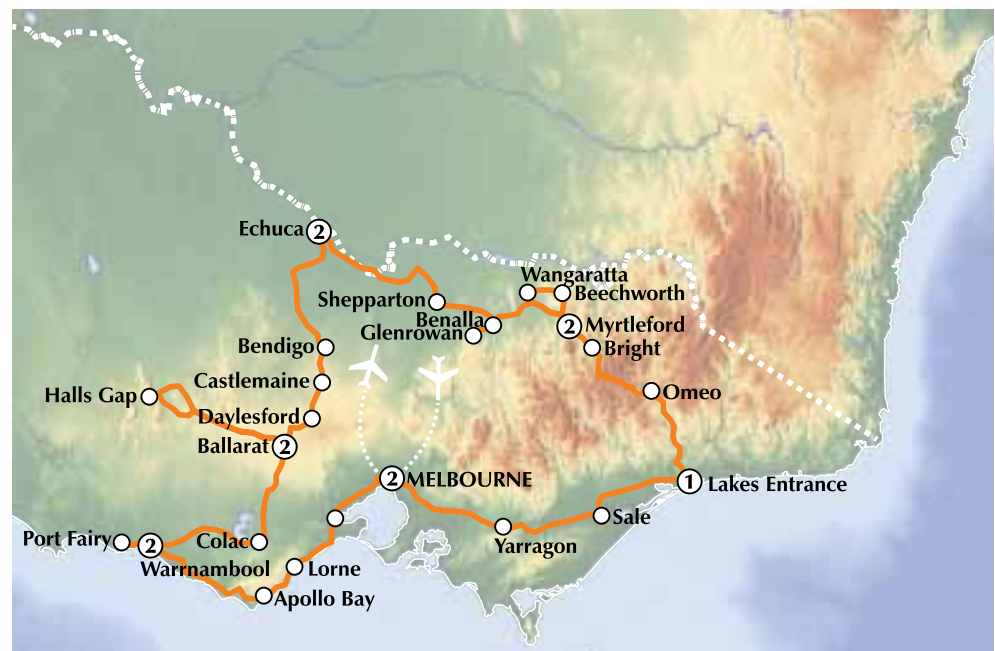 Echuca
2
Wangaratta
Shepparton
Beechworth
Benalla
2
Myrtleford
Glenrowan
Bendigo
Bright
Castlemaine
Halls Gap
Omeo
Daylesford
Ballarat
2
2
MELBOURNE
1
Lakes Entrance
Sale
Port Fairy
2
Colac
Yarragon
Warrnambool
Lorne
Apollo Bay